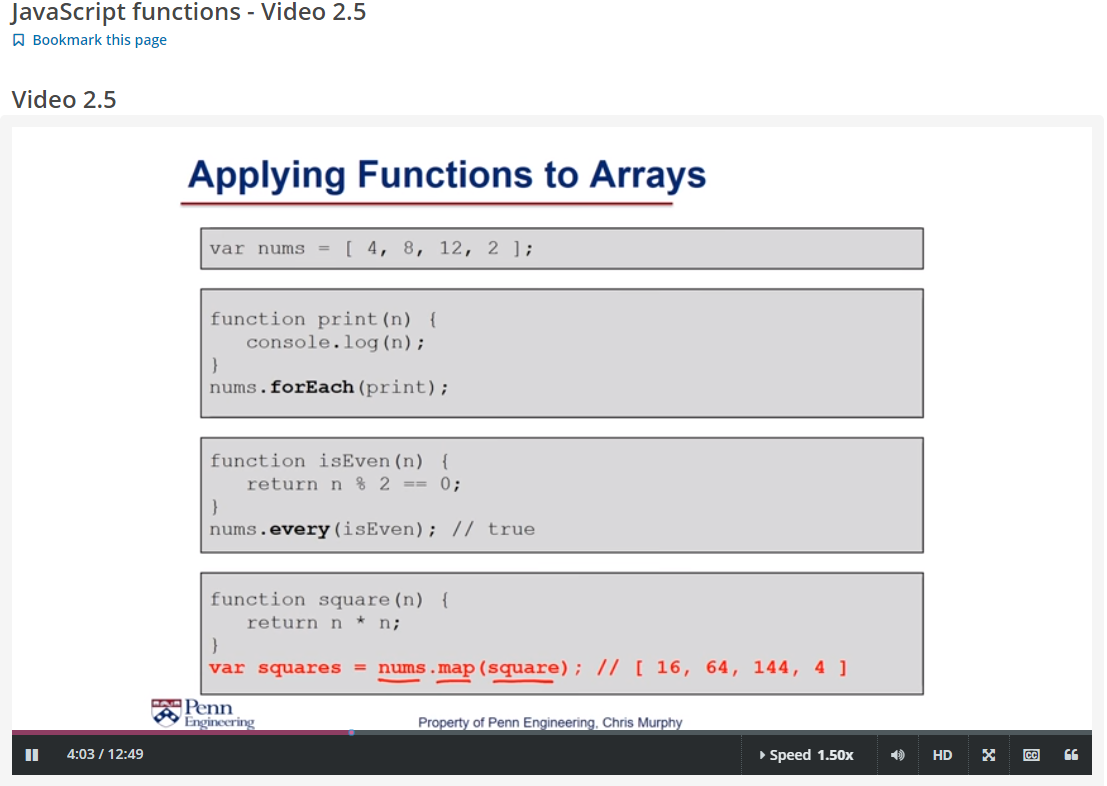 JavaScript functions - Video 2.5
Bookmark this page
Video 2.5
Applying Functions to Arrays
var nums = [ 4, 8, 12, 2 ];
function print(n) {
   console.log(n);
}
nums.forEach(print);
function isEven(n) {
   return n % 2 == 0;
}
nums.every(isEven); // true
function square(n) {
   return n * n;
}
var squares = nums.map(square); // [ 16, 64, 144, 4 ]
Penn
Engineering
Property of Penn Engineering, Chris Murphy
4:03 / 12:49
Speed 1.50x
HD
CC